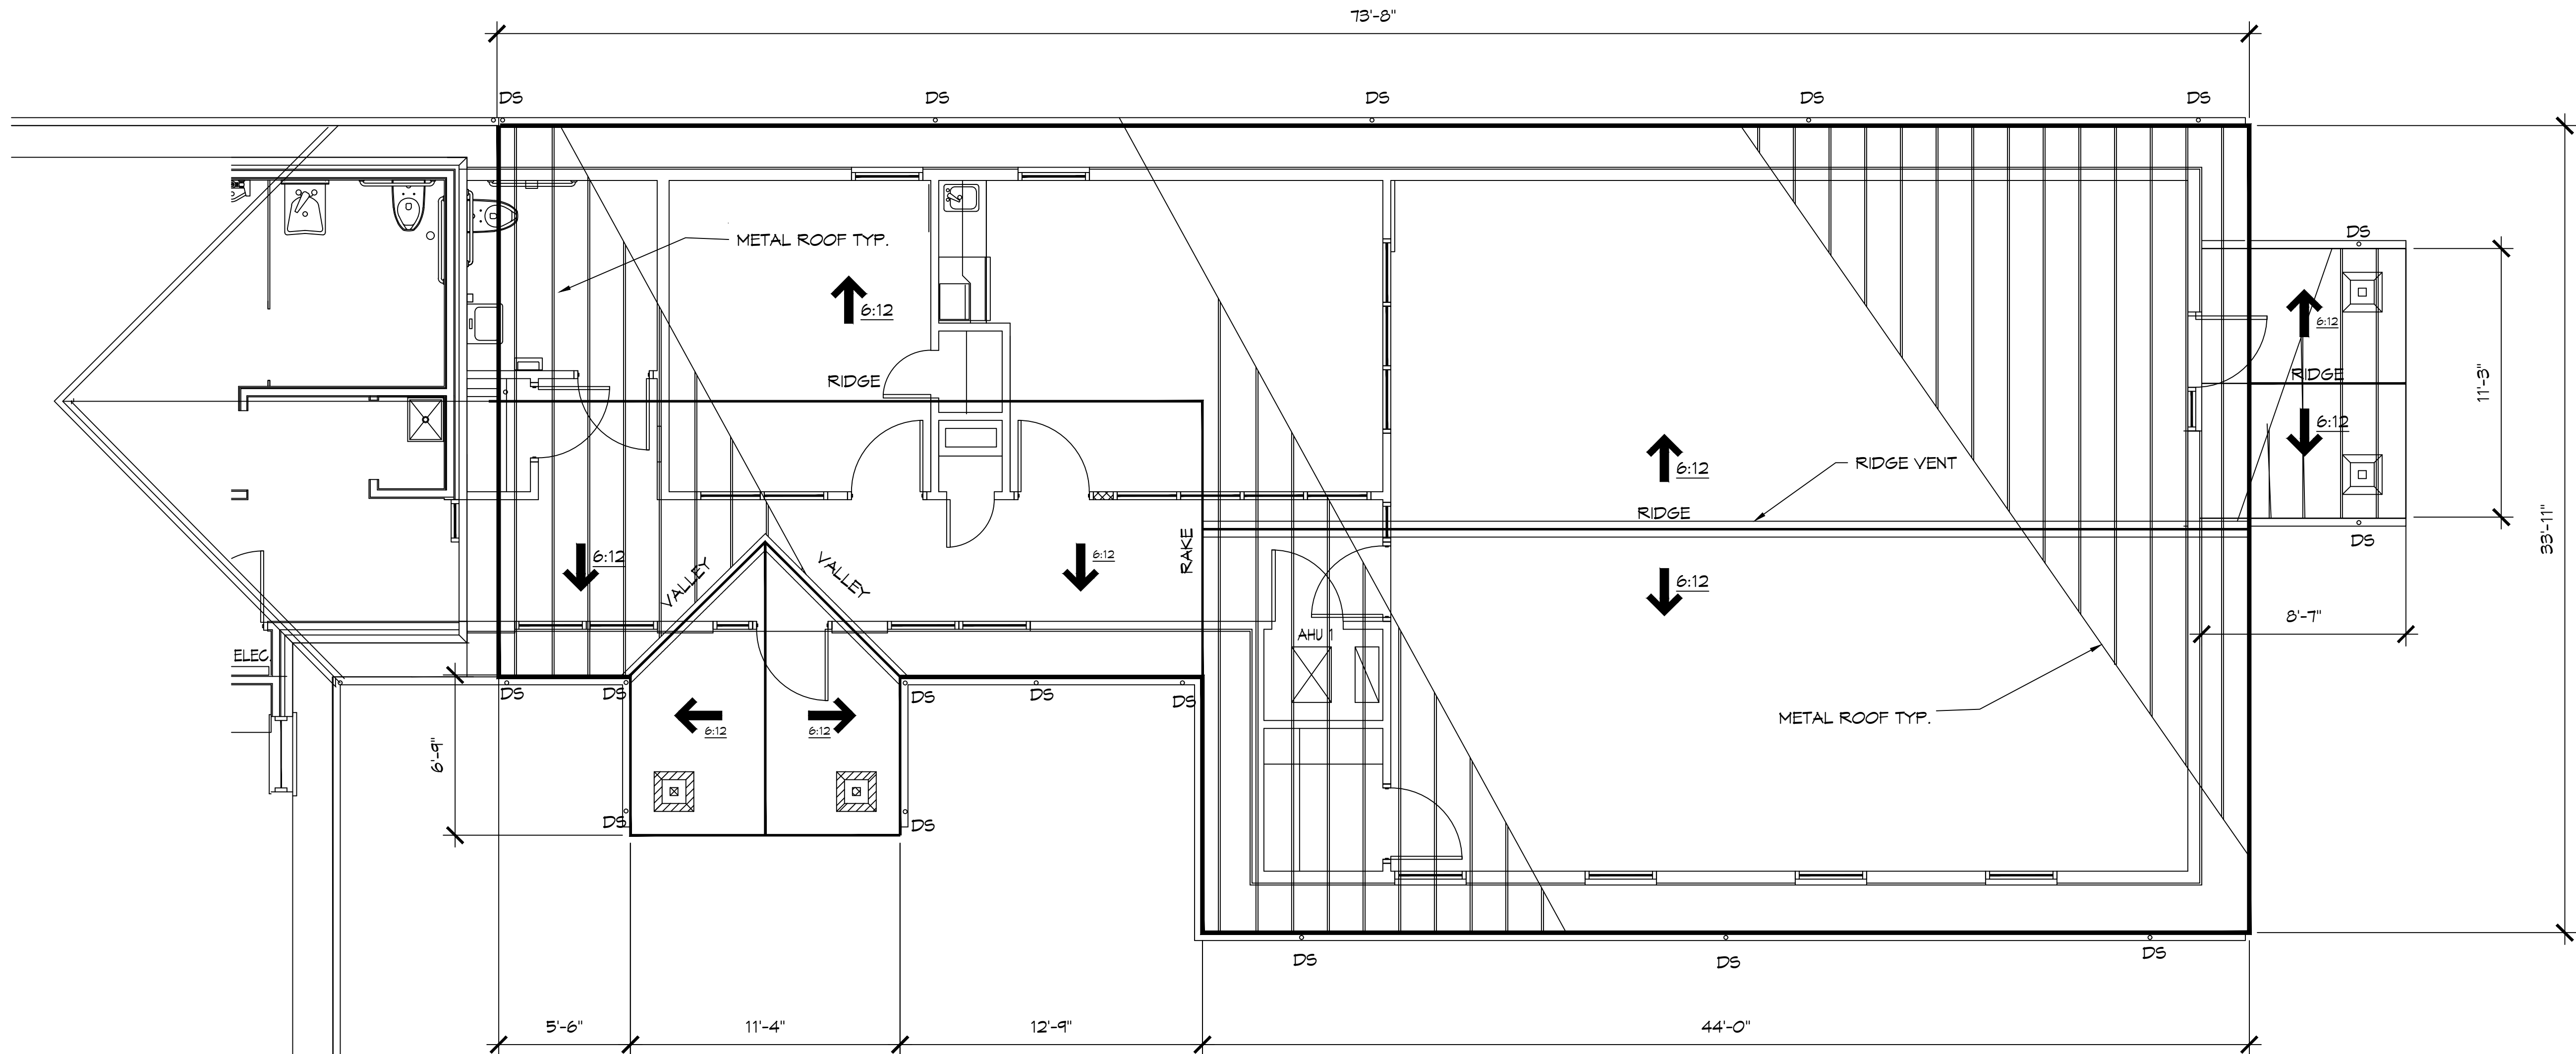 73'-8"
DS DS DS DS DS
METAL ROOF TYP.
DS
6:12
6:12
RIDGE
RIDGE
6:12
11'-3"
6:12
RIDGE VENT
RIDGE
33'-11"
RAKE
6:12
VALLEY
VALLEY
6:12
DS
6:12
8'-7"
AHU 1
ELEC.
DS DS DS DS DS
METAL ROOF TYP.
6:12
6:12
6'-9"
DS
DS
DS DS DS
5'-6"
11'-4"
12'-9"
44'-0"